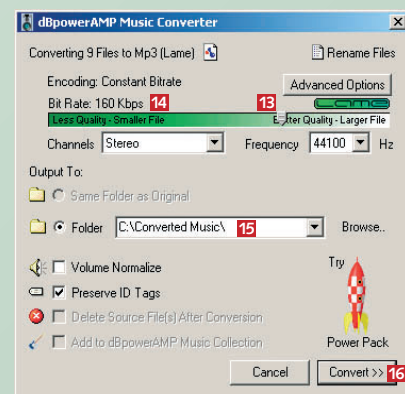 dBpowerAMP Music Converter
Converting 9 Files to Mp3 (Lame) Rename Files
Encoding: Constant Bitrate Advanced Options
Bit Rate: 160 Kbps 14 13 Lame
Less Quality - Smaller File Better Quality - Larger File
Channels Stereo Frequency 44100 Hz
Output To:
Same Folder as Original
Folder C:\Converted Music\ 15 Browse..
Volume Normalize Try
Preserve ID Tags
Delete Source File(s) After Conversion
Add to dBpowerAMP Music Collection Power Pack
Cancel Convert >> 16